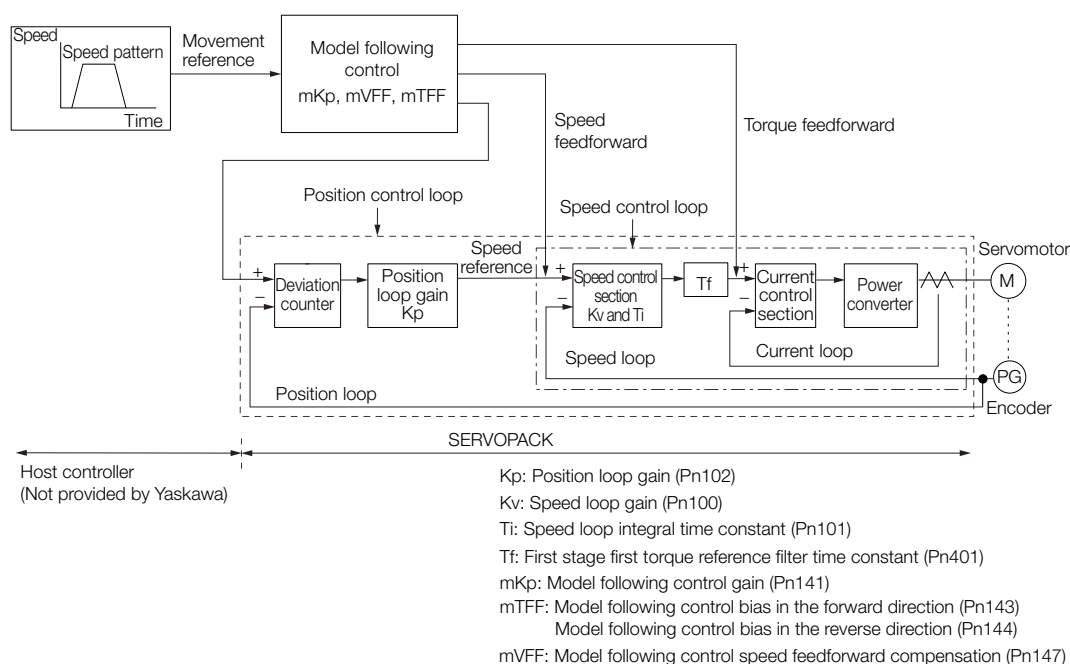 Speed
Speed pattern
Time
Movement
reference
Model following
control
mKp, mVFF, mTFF
Speed
feedforward
Torque feedforward
Position control loop
Speed control loop
Speed
reference
Servomotor
+
−
Deviation
counter
Position
loop gain
Kp
+
−
Speed control
section
Kv and Ti
Tf
+
−
Current
control
section
Power
converter
M
Speed loop
Current loop
PG
Position loop
Encoder
SERVOPACK
Host controller
(Not provided by Yaskawa)
Kp: Position loop gain (Pn102)
Kv: Speed loop gain (Pn100)
Ti: Speed loop integral time constant (Pn101)
Tf: First stage first torque reference filter time constant (Pn401)
mKp: Model following control gain (Pn141)
mTFF: Model following control bias in the forward direction (Pn143)
Model following control bias in the reverse direction (Pn144)
mVFF: Model following control speed feedforward compensation (Pn147)